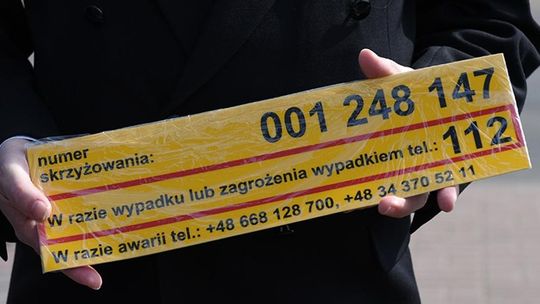 numer
skrzyżowania: 001 248 147
W razie wypadku lub zagrożenia wypadkiem tel.: 112
W razie awarii tel.: +48 668 128 700, +48 34 370 52 11